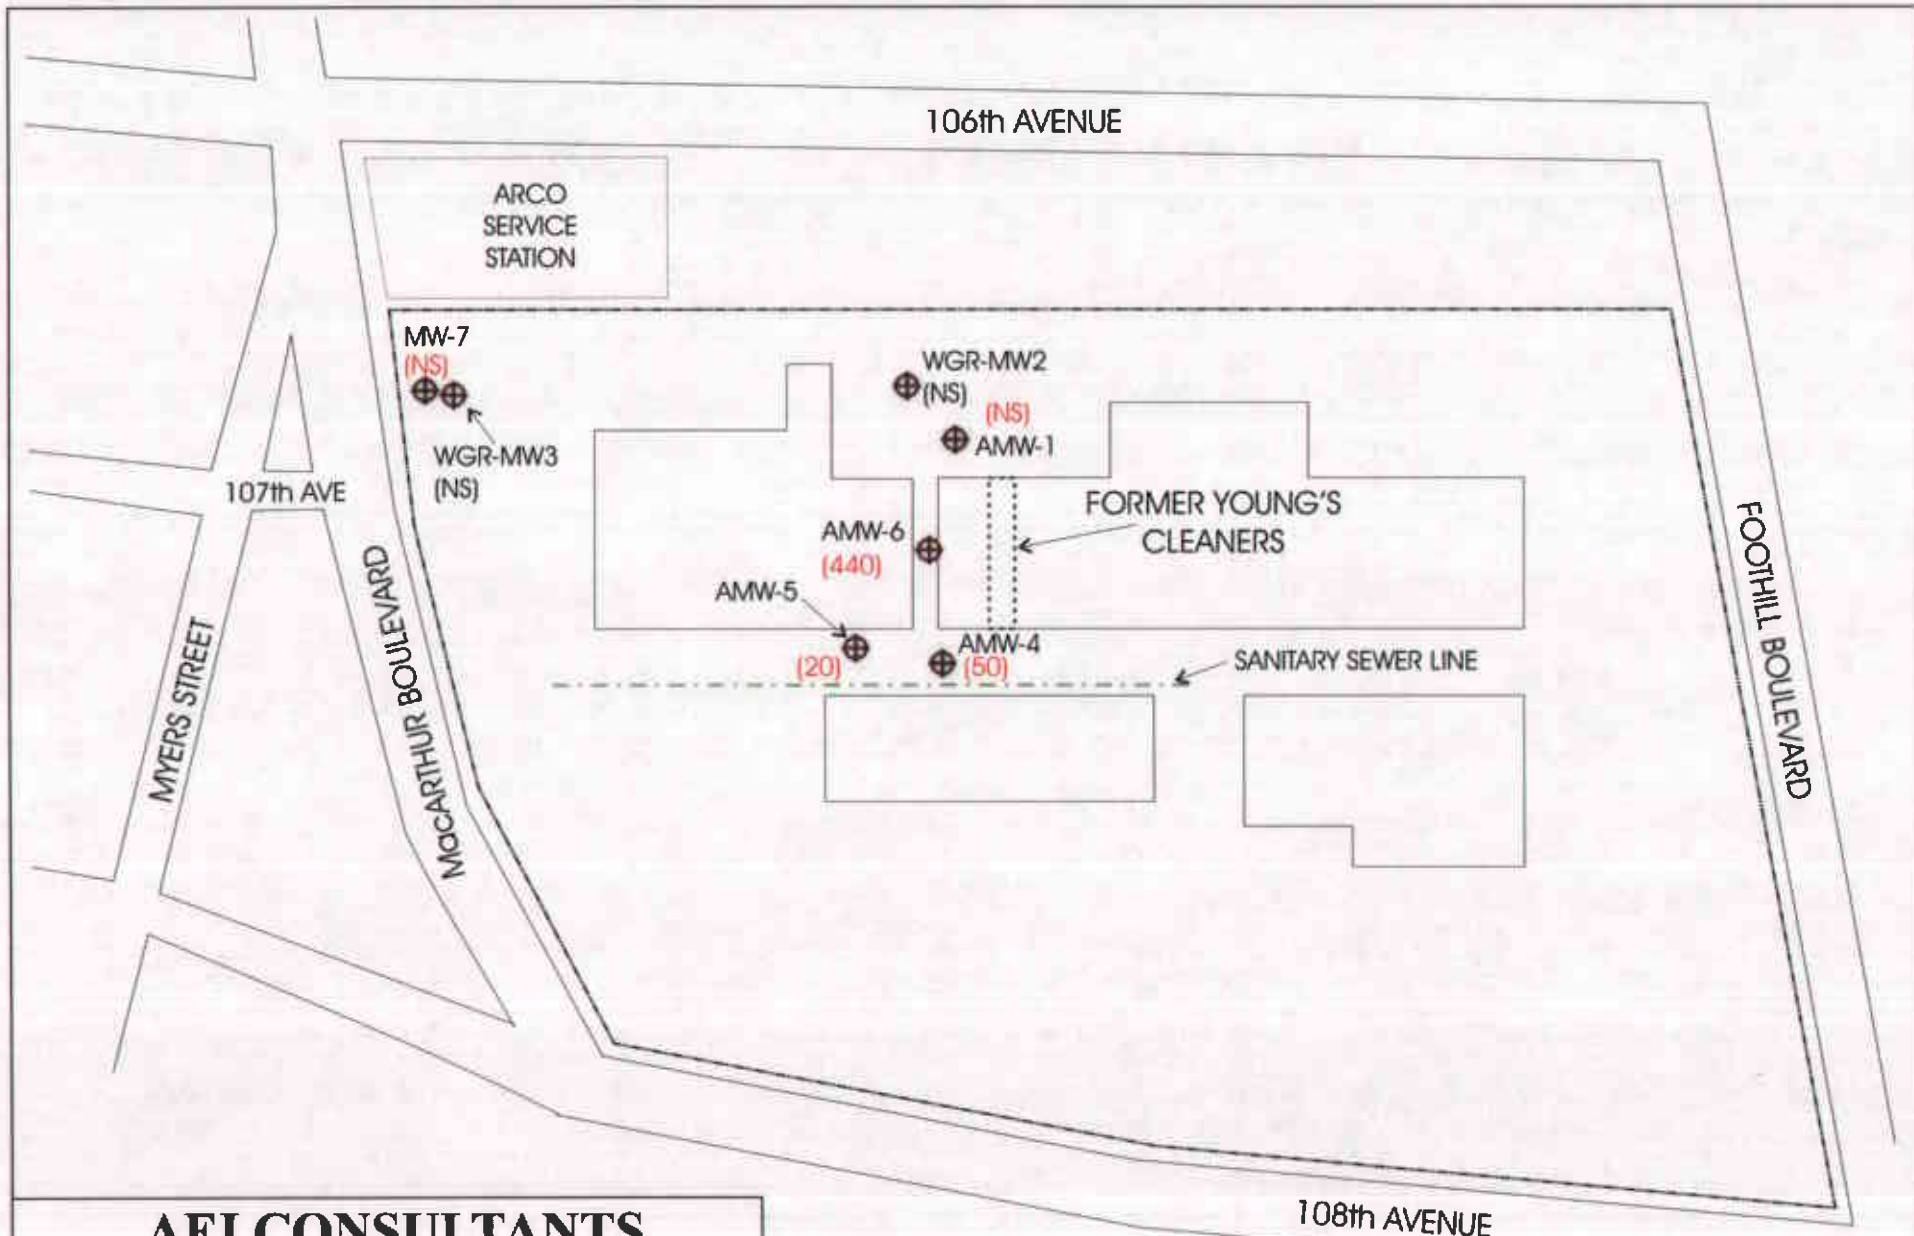 106th AVENUE
ARCO
SERVICE
STATION
MW-7
(NS)
WGR-MW2
(NS)
(NS)
AMW-1
WGR-MW3
(NS)
107th AVE
FORMER YOUNG'S
CLEANERS
AMW-6
(440)
AMW-5
AMW-4
(20)
(50)
SANITARY SEWER LINE
FOOTHILL BOULEVARD
MacARTHUR BOULEVARD
MYERS STREET
108th AVENUE
AEI CONSULTANTS